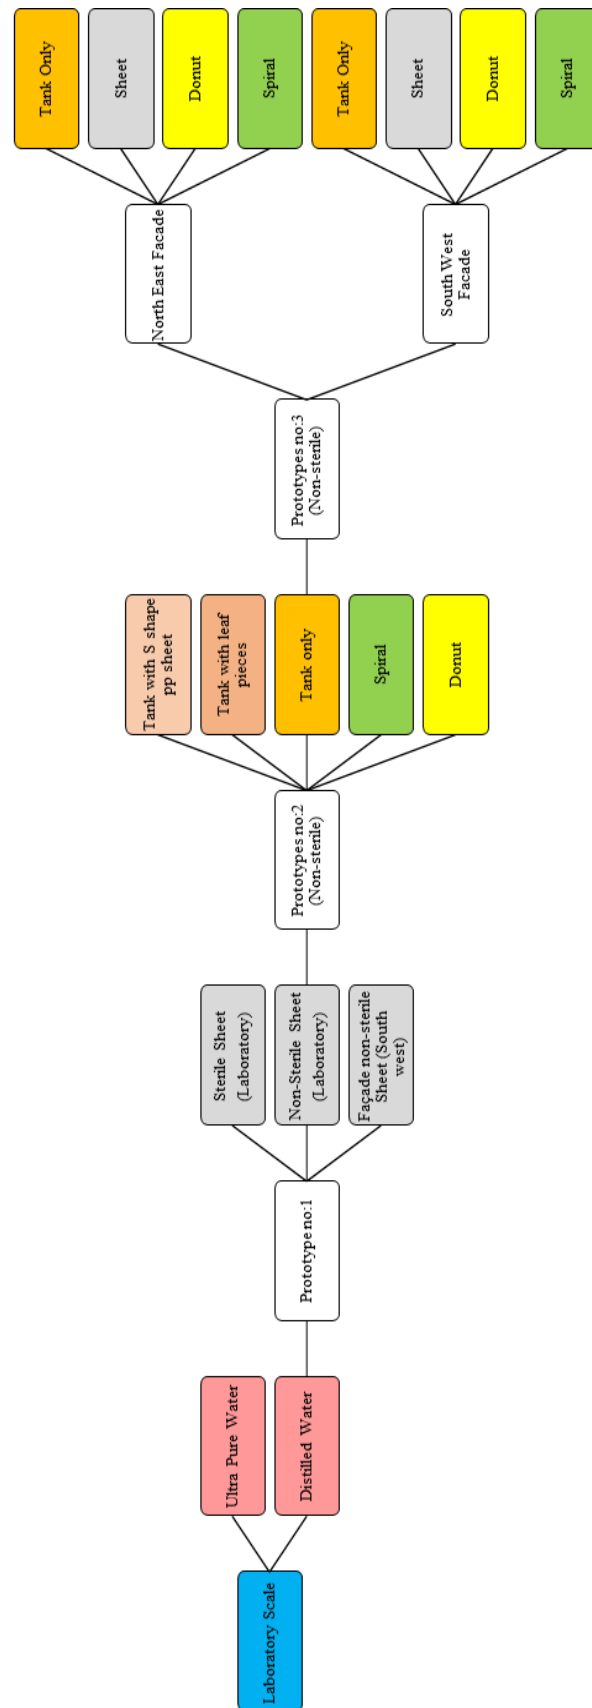 Laboratory Scale
Ultra Pure Water
Distilled Water
Prototype no:1
Sterile Sheet
(Laboratory)
Non-Sterile Sheet
(Laboratory)
Façade non-sterile
Sheet (South
west)
Prototypes no:2
(Non-sterile)
Tank with S shape
pp sheet
Tank with leaf
pieces
Tank only
Spiral
Donut
Prototypes no:3
(Non-sterile)
North East Facade
South West
Facade
Tank Only
Sheet
Donut
Spiral
Tank Only
Sheet
Donut
Spiral